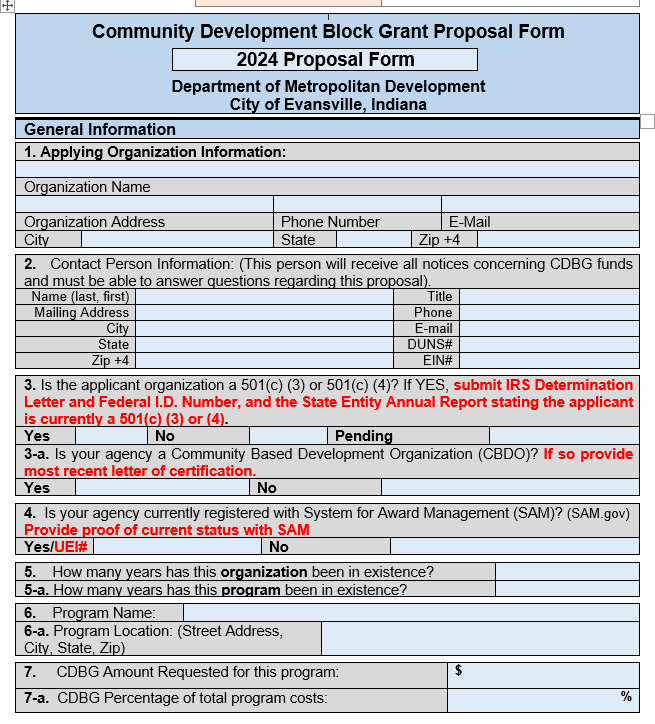 Community Development Block Grant Proposal Form
2024 Proposal Form
Department of Metropolitan Development
City of Evansville, Indiana
General Information
1. Applying Organization Information:
Organization Name
Organization Address Phone Number E-Mail
City State Zip +4
2. Contact Person Information: (This person will receive all notices concerning CDBG funds
and must be able to answer questions regarding this proposal).
Name (last, first) Title
Mailing Address Phone
City E-mail
State DUNS#
Zip +4 EIN#
3. Is the applicant organization a 501(c) (3) or 501(c) (4)? If YES, submit IRS Determination
Letter and Federal I.D. Number, and the State Entity Annual Report stating the applicant
is currently a 501(c) (3) or (4).
Yes No Pending
3-a. Is your agency a Community Based Development Organization (CBDO)? If so provide
most recent letter of certification.
Yes No
4. Is your agency currently registered with System for Award Management (SAM)? (SAM.gov)
Provide proof of current status with SAM
Yes/UEI# No
5. How many years has this organization been in existence?
5-a. How many years has this program been in existence?
6. Program Name:
6-a. Program Location: (Street Address,
City, State, Zip)
7. CDBG Amount Requested for this program: $
7-a. CDBG Percentage of total program costs: %